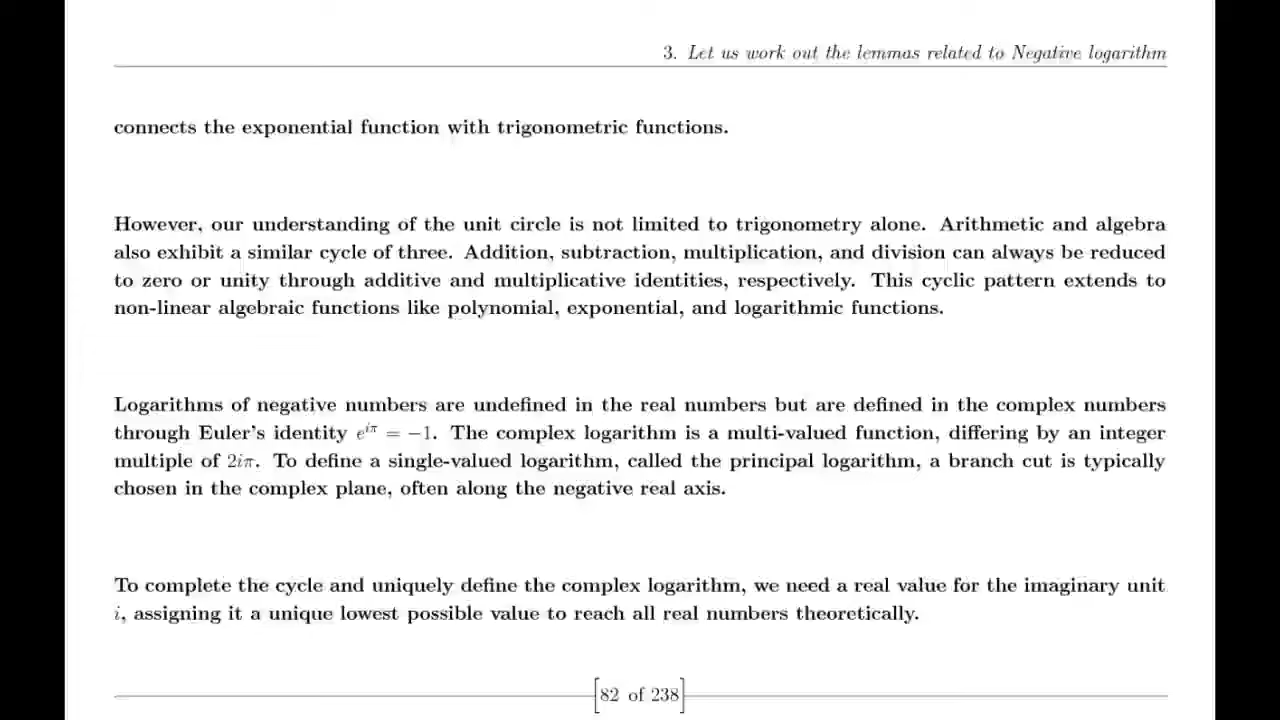 3. Let us work out the lemmas related to Negative logarithm
connects the exponential function with trigonometric functions.
However, our understanding of the unit circle is not limited to trigonometry alone. Arithmetic and algebra
also exhibit a similar cycle of three. Addition, subtraction, multiplication, and division can always be reduced
to zero or unity through additive and multiplicative identities, respectively. This cyclic pattern extends to
non-linear algebraic functions like polynomial, exponential, and logarithmic functions.
Logarithms of negative numbers are undefined in the real numbers but are defined in the complex numbers
through Euler's identity $e^{i\pi} = -1$. The complex logarithm is a multi-valued function, differing by an integer
multiple of $2i\pi$. To define a single-valued logarithm, called the principal logarithm, a branch cut is typically
chosen in the complex plane, often along the negative real axis.
To complete the cycle and uniquely define the complex logarithm, we need a real value for the imaginary unit
$i$, assigning it a unique lowest possible value to reach all real numbers theoretically.
82 of 238